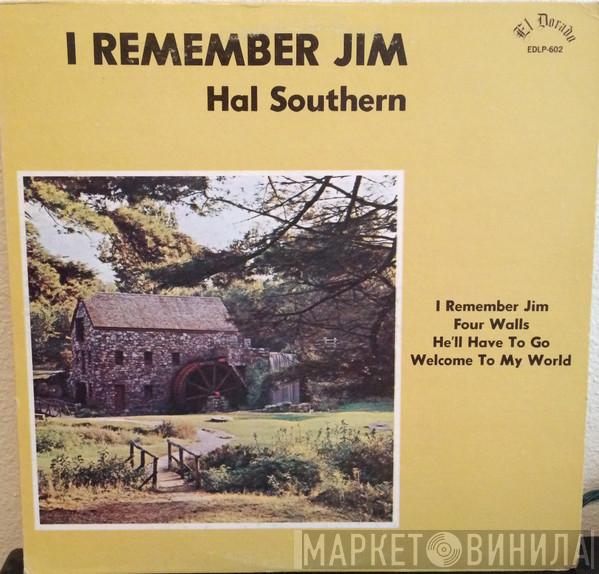 I REMEMBER JIM
El Dorado
EDLP-602
Hal Southern
I Remember Jim
Four Walls
He'll Have To Go
Welcome To My World
МАРКЕТ ВИНИЛА